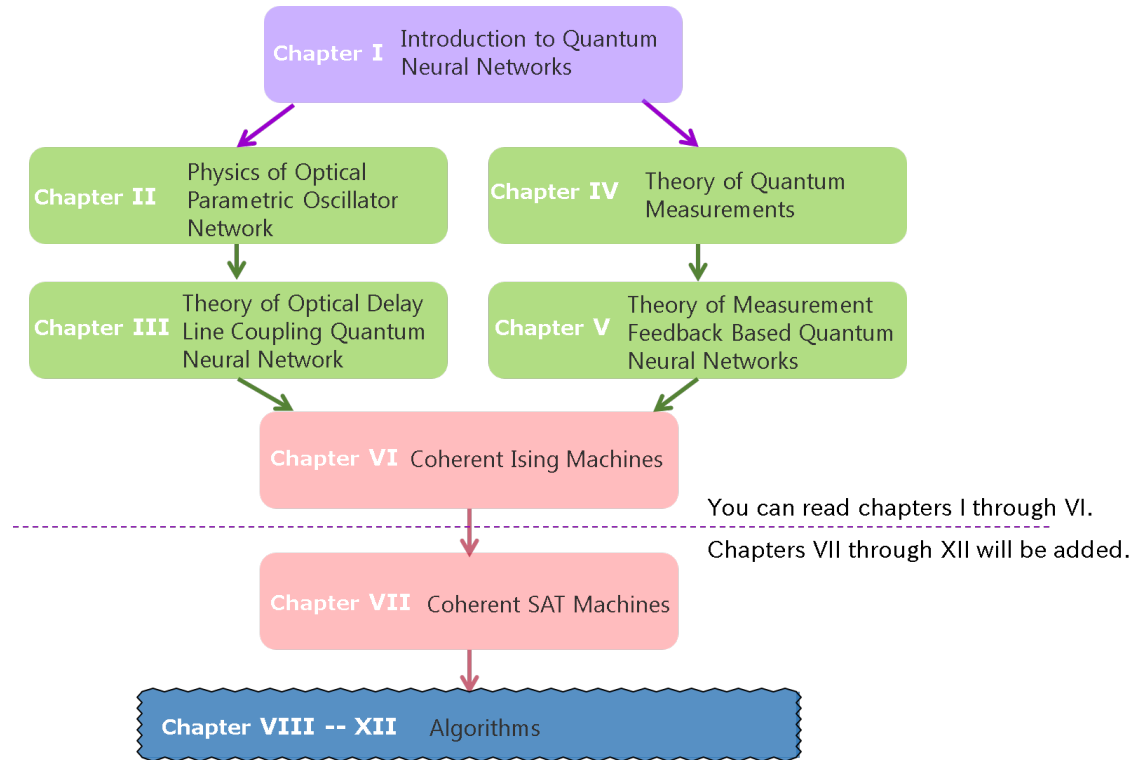 Chapter I Introduction to Quantum
Neural Networks
Chapter II Physics of Optical
Parametric Oscillator
Network
Chapter IV Theory of Quantum
Measurements
Chapter III Theory of Optical Delay
Line Coupling Quantum
Neural Network
Chapter V Theory of Measurement
Feedback Based Quantum
Neural Networks
Chapter VI Coherent Ising Machines
You can read chapters I through VI.
Chapters VII through XII will be added.
Chapter VII Coherent SAT Machines
Chapter VIII -- XII Algorithms